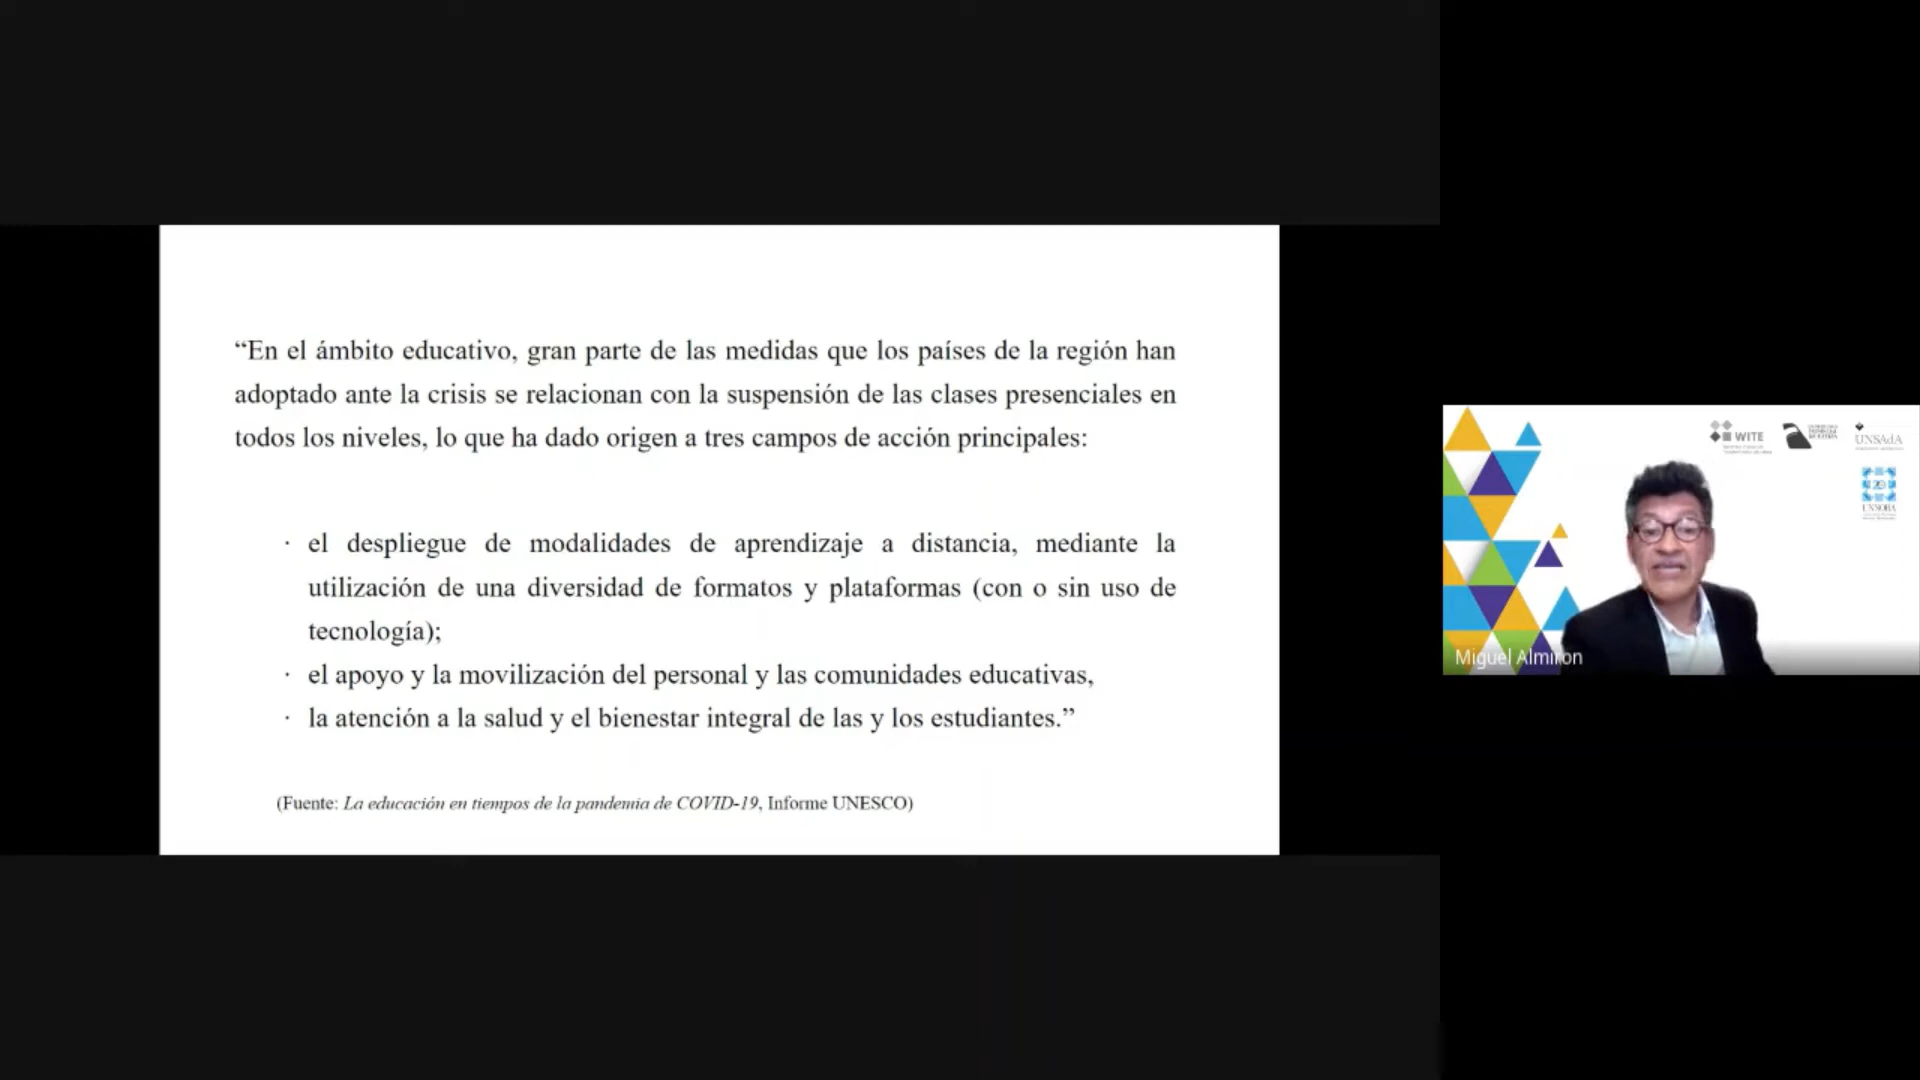 “En el ámbito educativo, gran parte de las medidas que los países de la región han
adoptado ante la crisis se relacionan con la suspensión de las clases presenciales en
todos los niveles, lo que ha dado origen a tres campos de acción principales:
· el despliegue de modalidades de aprendizaje a distancia, mediante la
utilización de una diversidad de formatos y plataformas (con o sin uso de
tecnología);
· el apoyo y la movilización del personal y las comunidades educativas,
· la atención a la salud y el bienestar integral de las y los estudiantes.”
(Fuente: La educación en tiempos de la pandemia de COVID-19, Informe UNESCO)
WITE
UNSAdA
20
UNNOBA
Miguel Almiron